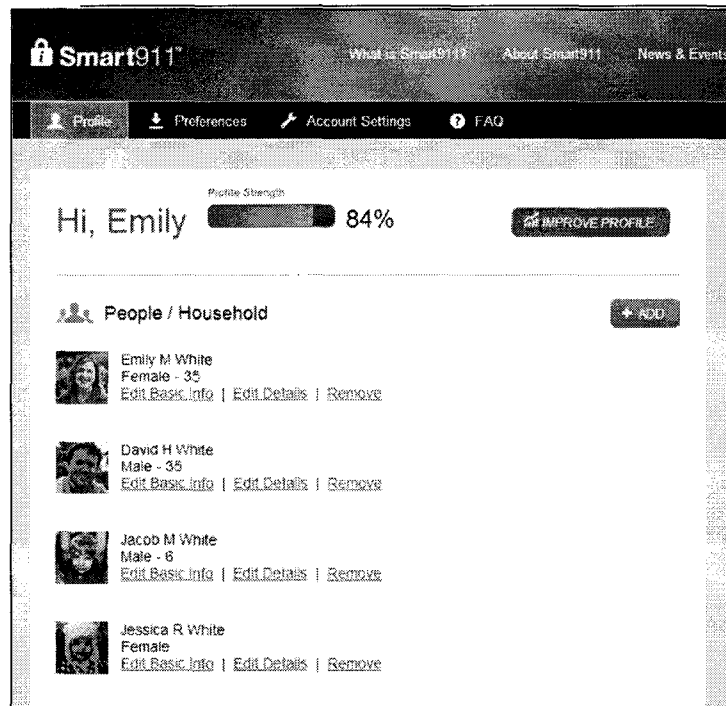 Smart911™
What is Smart911? About Smart911 News & Events
Profile Preferences Account Settings FAQ
Profile Strength
Hi, Emily 84% IMPROVE PROFILE
People / Household + ADD
Emily M White
Female - 35
Edit Basic Info | Edit Details | Remove
David H White
Male - 35
Edit Basic Info | Edit Details | Remove
Jacob M White
Male - 6
Edit Basic Info | Edit Details | Remove
Jessica R White
Female
Edit Basic Info | Edit Details | Remove